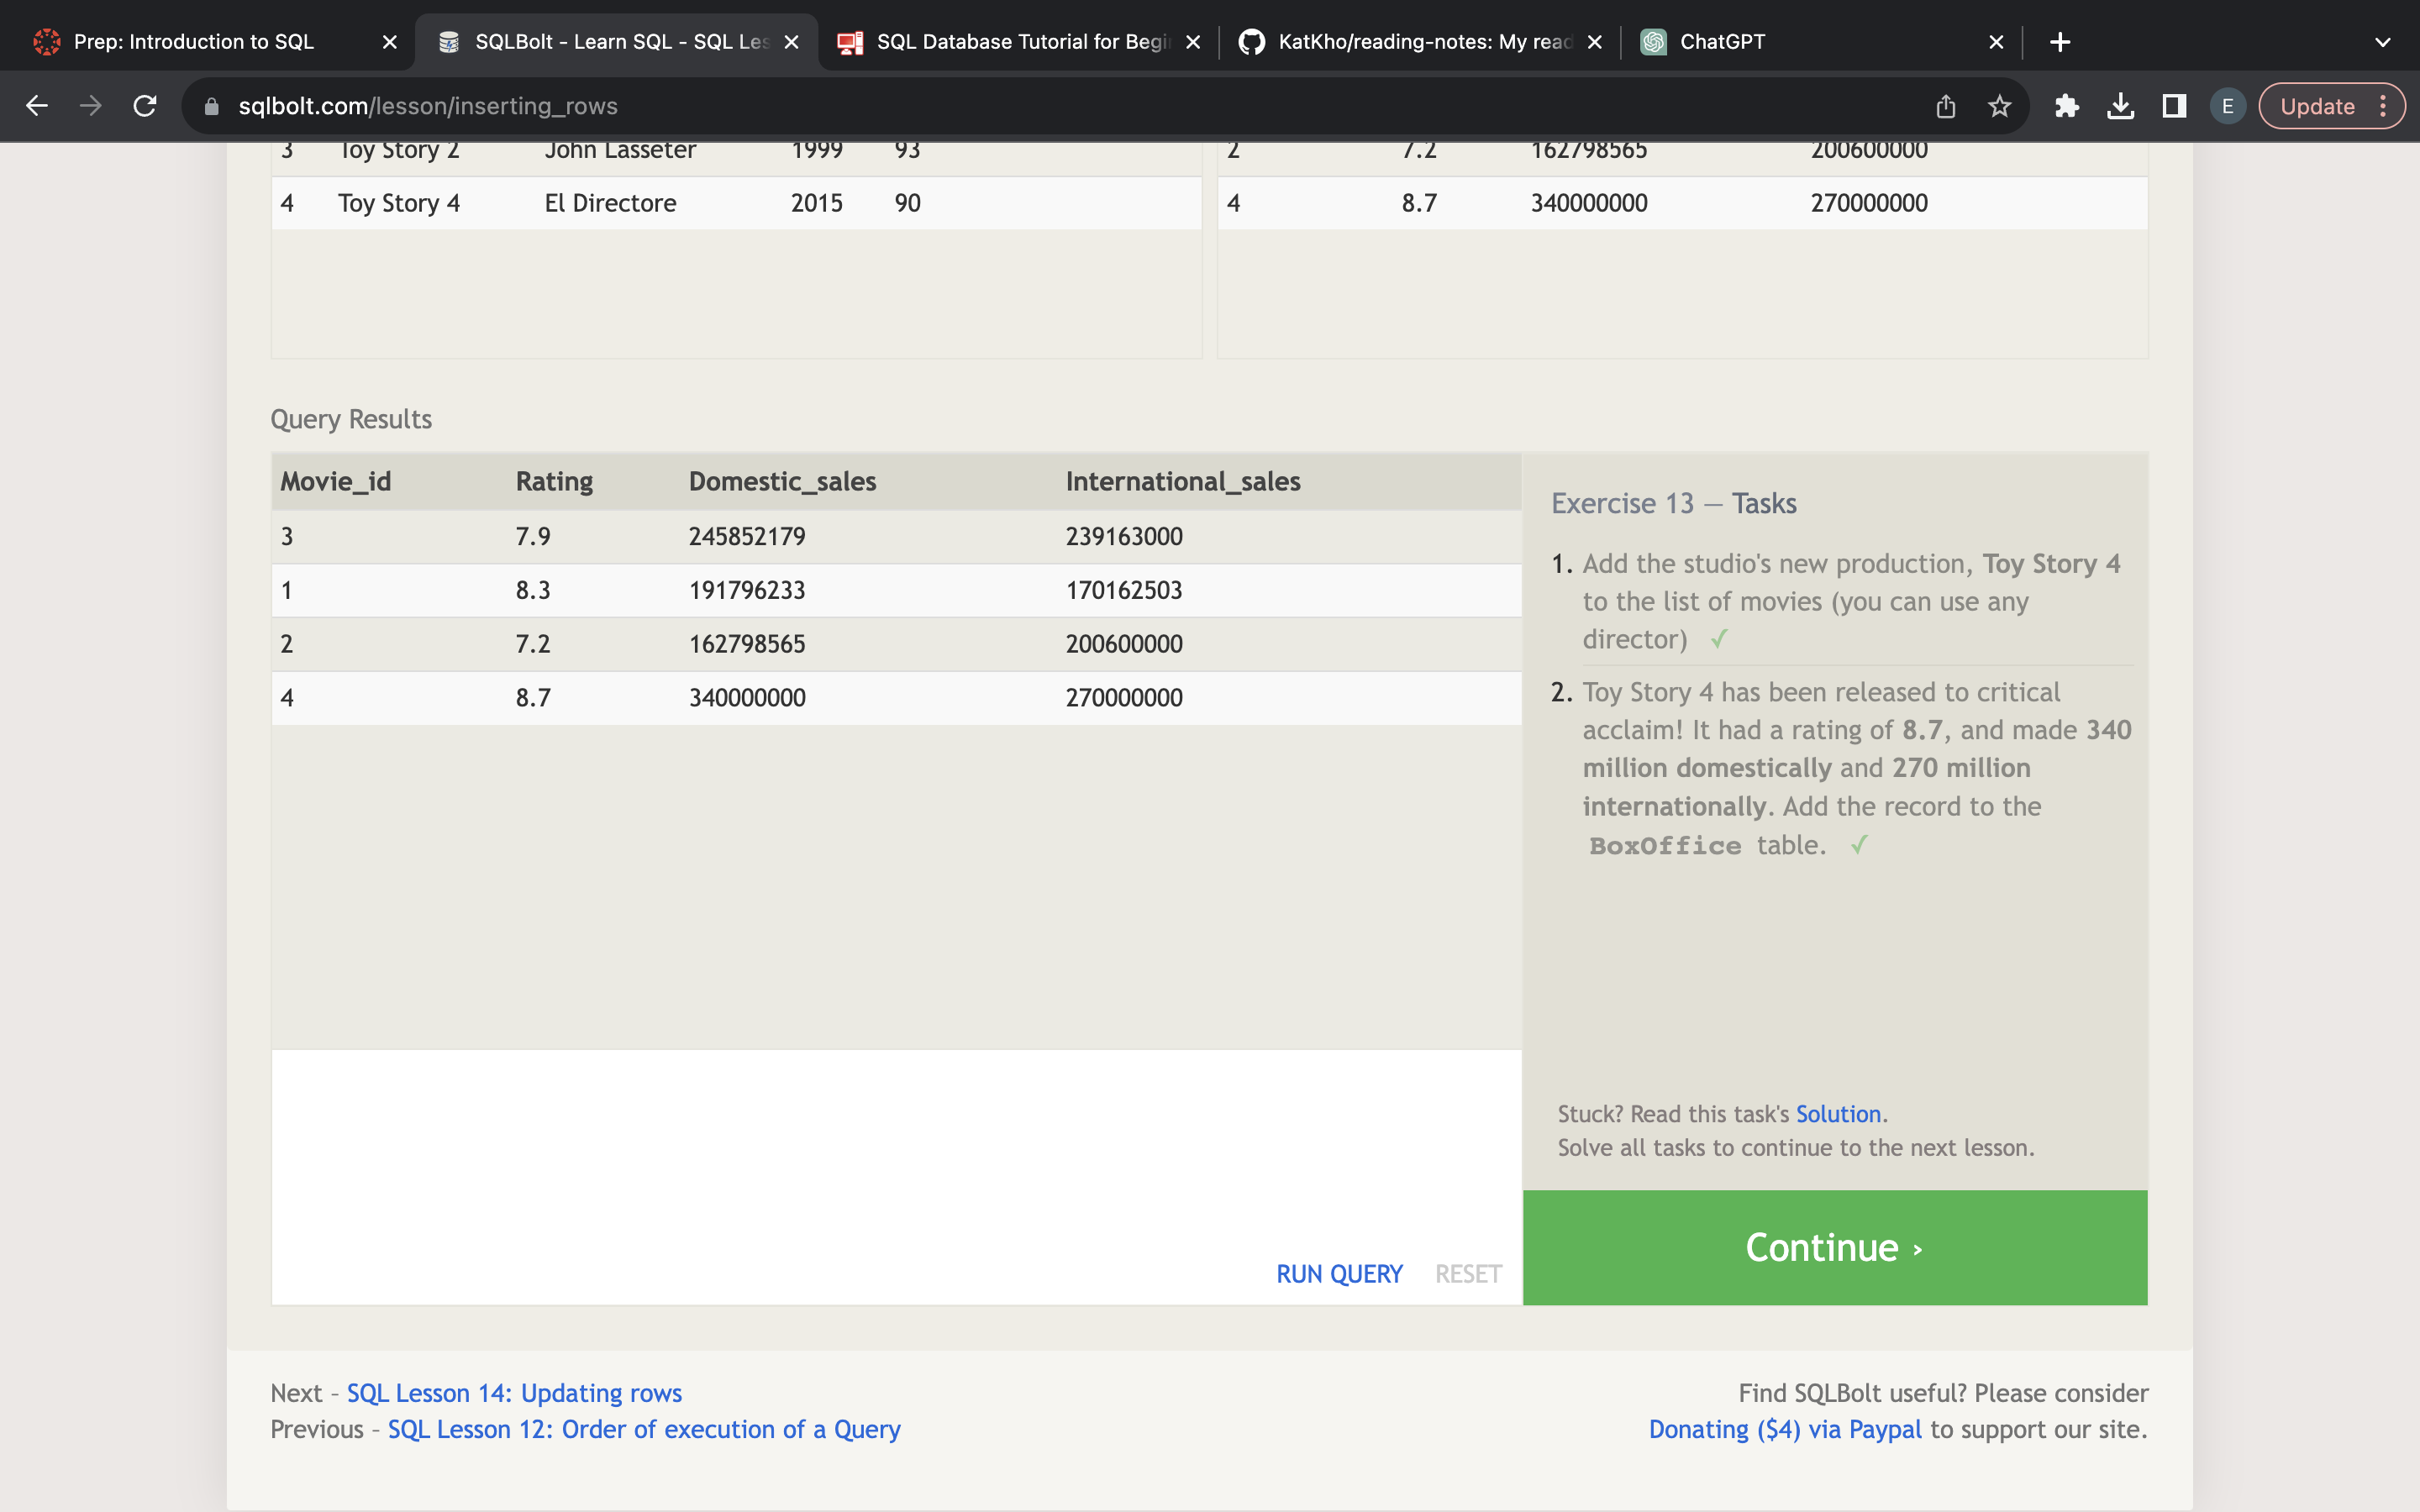 Prep: Introduction to SQL
SQLBolt - Learn SQL - SQL Les
SQL Database Tutorial for Begi
KatKho/reading-notes: My read
ChatGPT
sqlbolt.com/lesson/inserting_rows
E
Update
3 Toy Story 2 John Lasseter 1999 93
2 7.2 162798565 200600000
4 Toy Story 4 El Directore 2015 90
4 8.7 340000000 270000000
Query Results
Movie_id Rating Domestic_sales International_sales
3 7.9 245852179 239163000
1 8.3 191796233 170162503
2 7.2 162798565 200600000
4 8.7 340000000 270000000
RUN QUERY RESET
Exercise 13 — Tasks
1. Add the studio's new production, Toy Story 4
to the list of movies (you can use any
director) ✓
2. Toy Story 4 has been released to critical
acclaim! It had a rating of 8.7, and made 340
million domestically and 270 million
internationally. Add the record to the
BoxOffice table. ✓
Stuck? Read this task's Solution.
Solve all tasks to continue to the next lesson.
Continue ›
Next – SQL Lesson 14: Updating rows
Previous – SQL Lesson 12: Order of execution of a Query
Find SQLBolt useful? Please consider
Donating ($4) via Paypal to support our site.